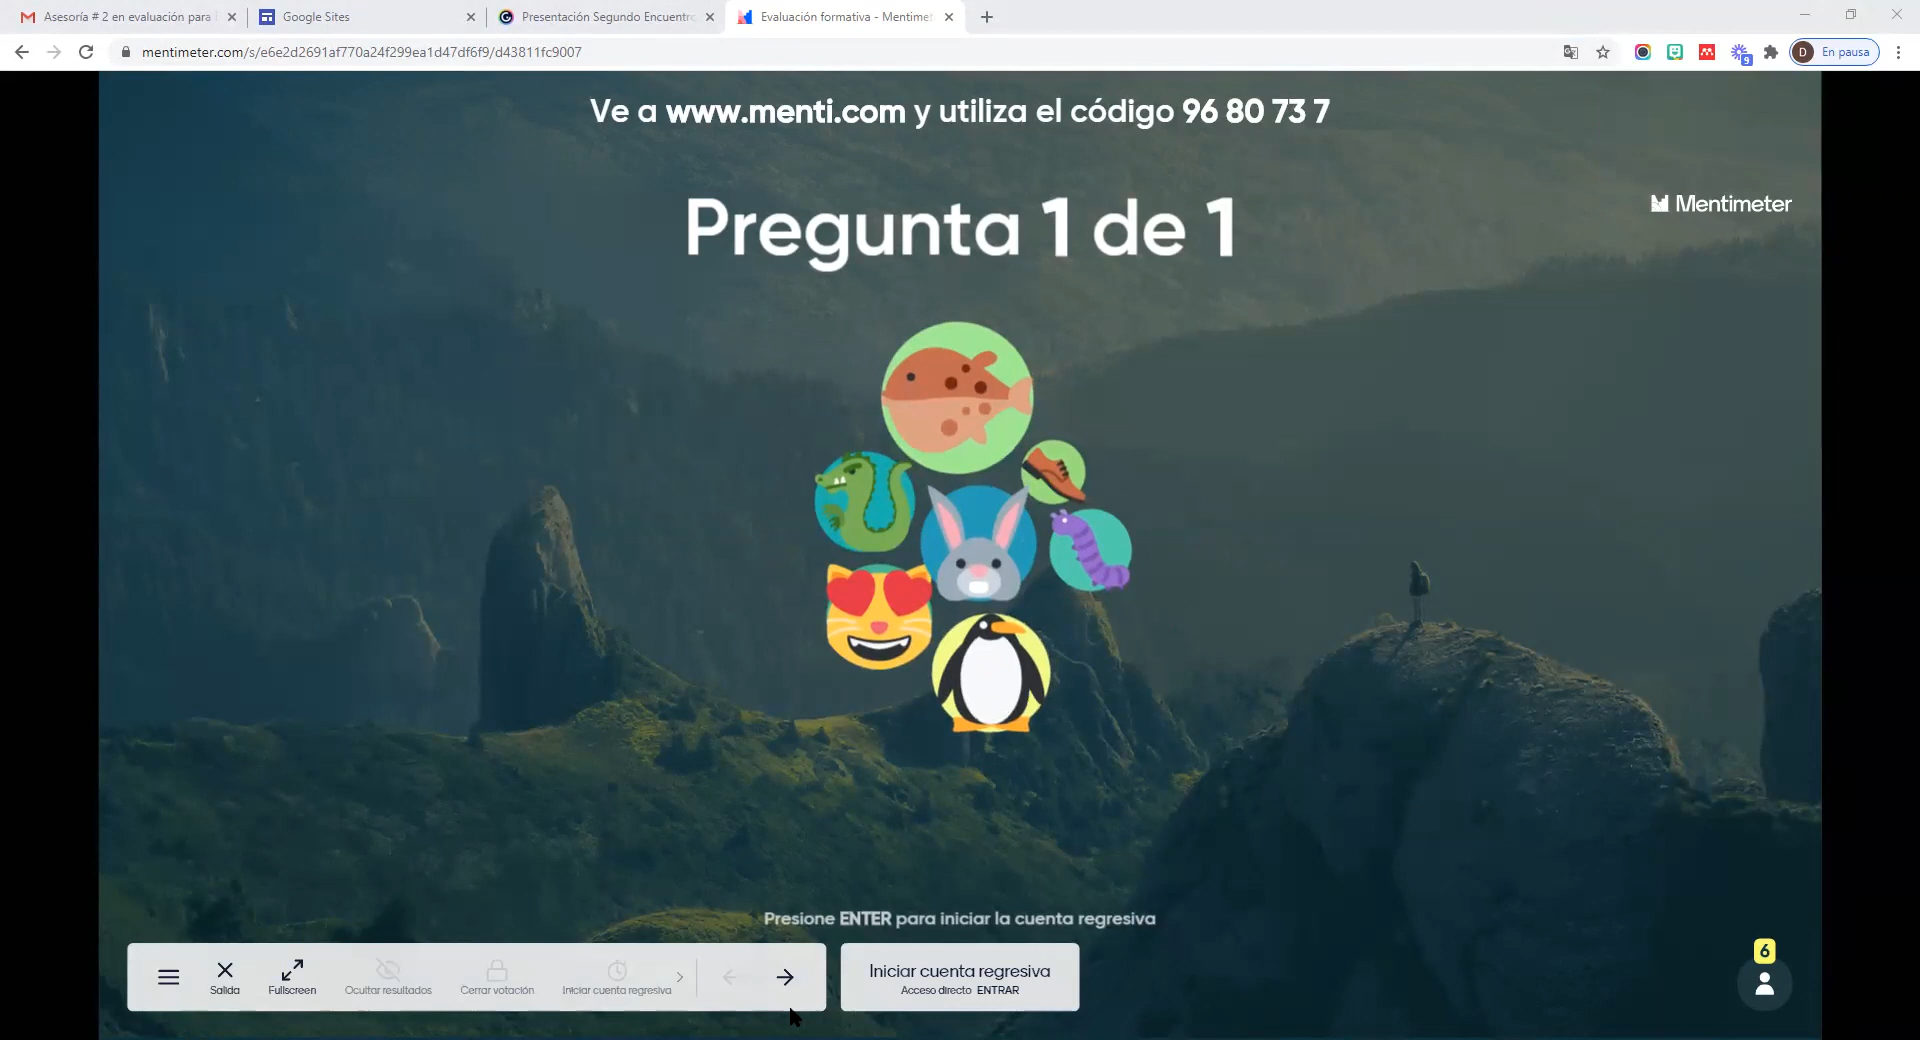 Asesoría # 2 en evaluación para
Google Sites
Presentación Segundo Encuentro
Evaluación formativa - Mentimet
mentimeter.com/s/e6e2d2691af770a24f299ea1d47df6f9/d43811fc9007
9
D
En pausa
Ve a www.menti.com y utiliza el código 96 80 73 7
Mentimeter
Pregunta 1 de 1
Presione ENTER para iniciar la cuenta regresiva
Salida
Fullscreen
Ocultar resultados
Cerrar votación
Iniciar cuenta regresiva
Iniciar cuenta regresiva
Acceso directo ENTRAR
6